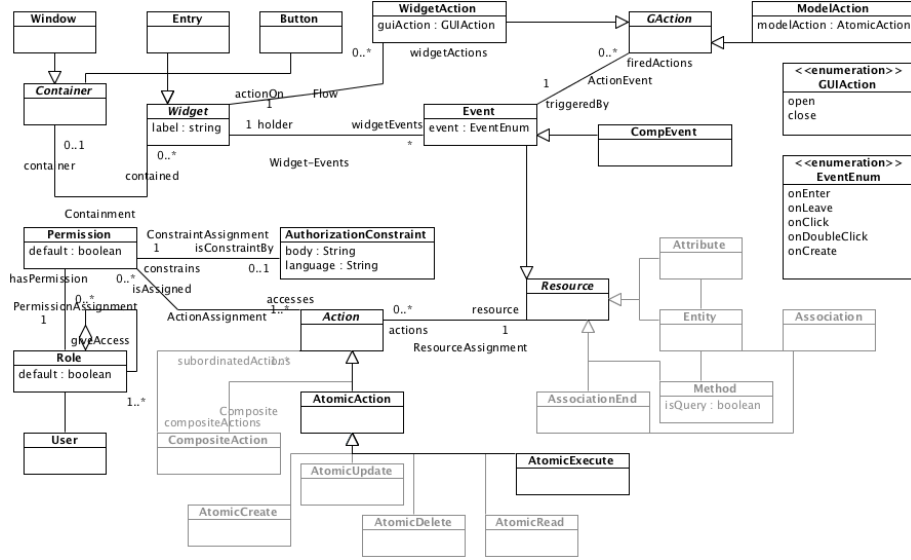 Window
Entry
Button
WidgetAction
guiAction : GUIAction
GAction
ModelAction
modelAction : AtomicAction
0..*
widgetActions
0..*
firedActions
ActionEvent
Container
actionOn
Flow
1
1
triggeredBy
<<enumeration>>
GUIAction
open
close
Widget
label : string
1 holder
widgetEvents
*
Widget-Events
Event
event : EventEnum
CompEvent
0..1
container
0..*
contained
Containment
<<enumeration>>
EventEnum
onEnter
onLeave
onClick
onDoubleClick
onCreate
Permission
default : boolean
ConstraintAssignment
1
isConstraintBy
constrains
0..1
AuthorizationConstraint
body : String
language : String
Attribute
hasPermission
0..*
isAssigned
Resource
0..*
PermissionAssignment
1
ActionAssignment
accesses
1..*
Action
0..*
actions
resource
1
ResourceAssignment
Entity
Association
giveAccess
Role
default : boolean
1..*
subordinatedActions
1..*
AtomicAction
AssociationEnd
Method
isQuery : boolean
Composite
compositeActions
User
CompositeAction
AtomicUpdate
AtomicExecute
AtomicCreate
AtomicDelete
AtomicRead